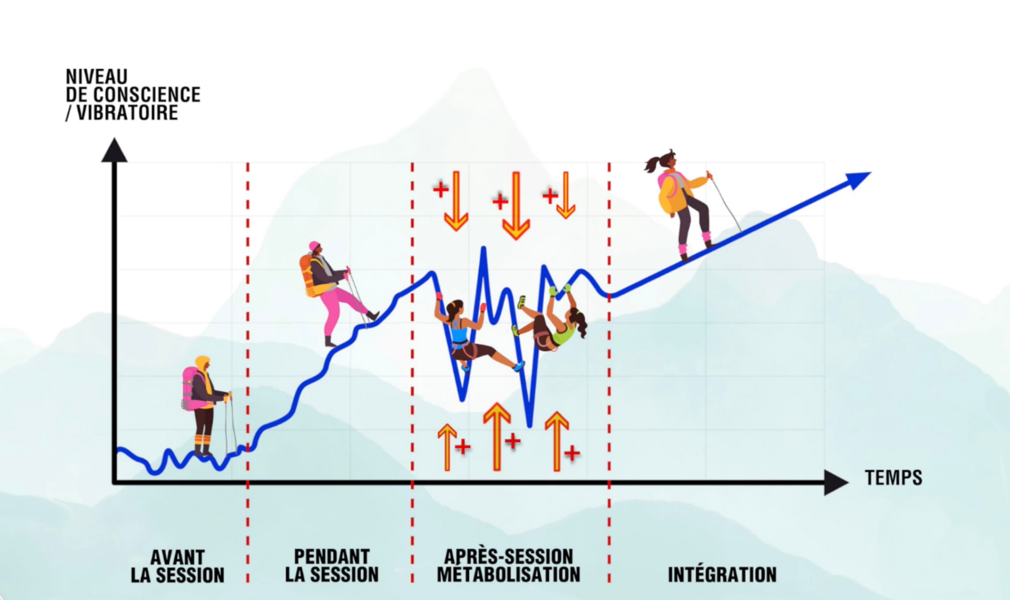 NIVEAU
DE CONSCIENCE
/ VIBRATOIRE
+
+
+
+
+
+
TEMPS
AVANT
LA SESSION
PENDANT
LA SESSION
APRÈS-SESSION
MÉTABOLISATION
INTÉGRATION